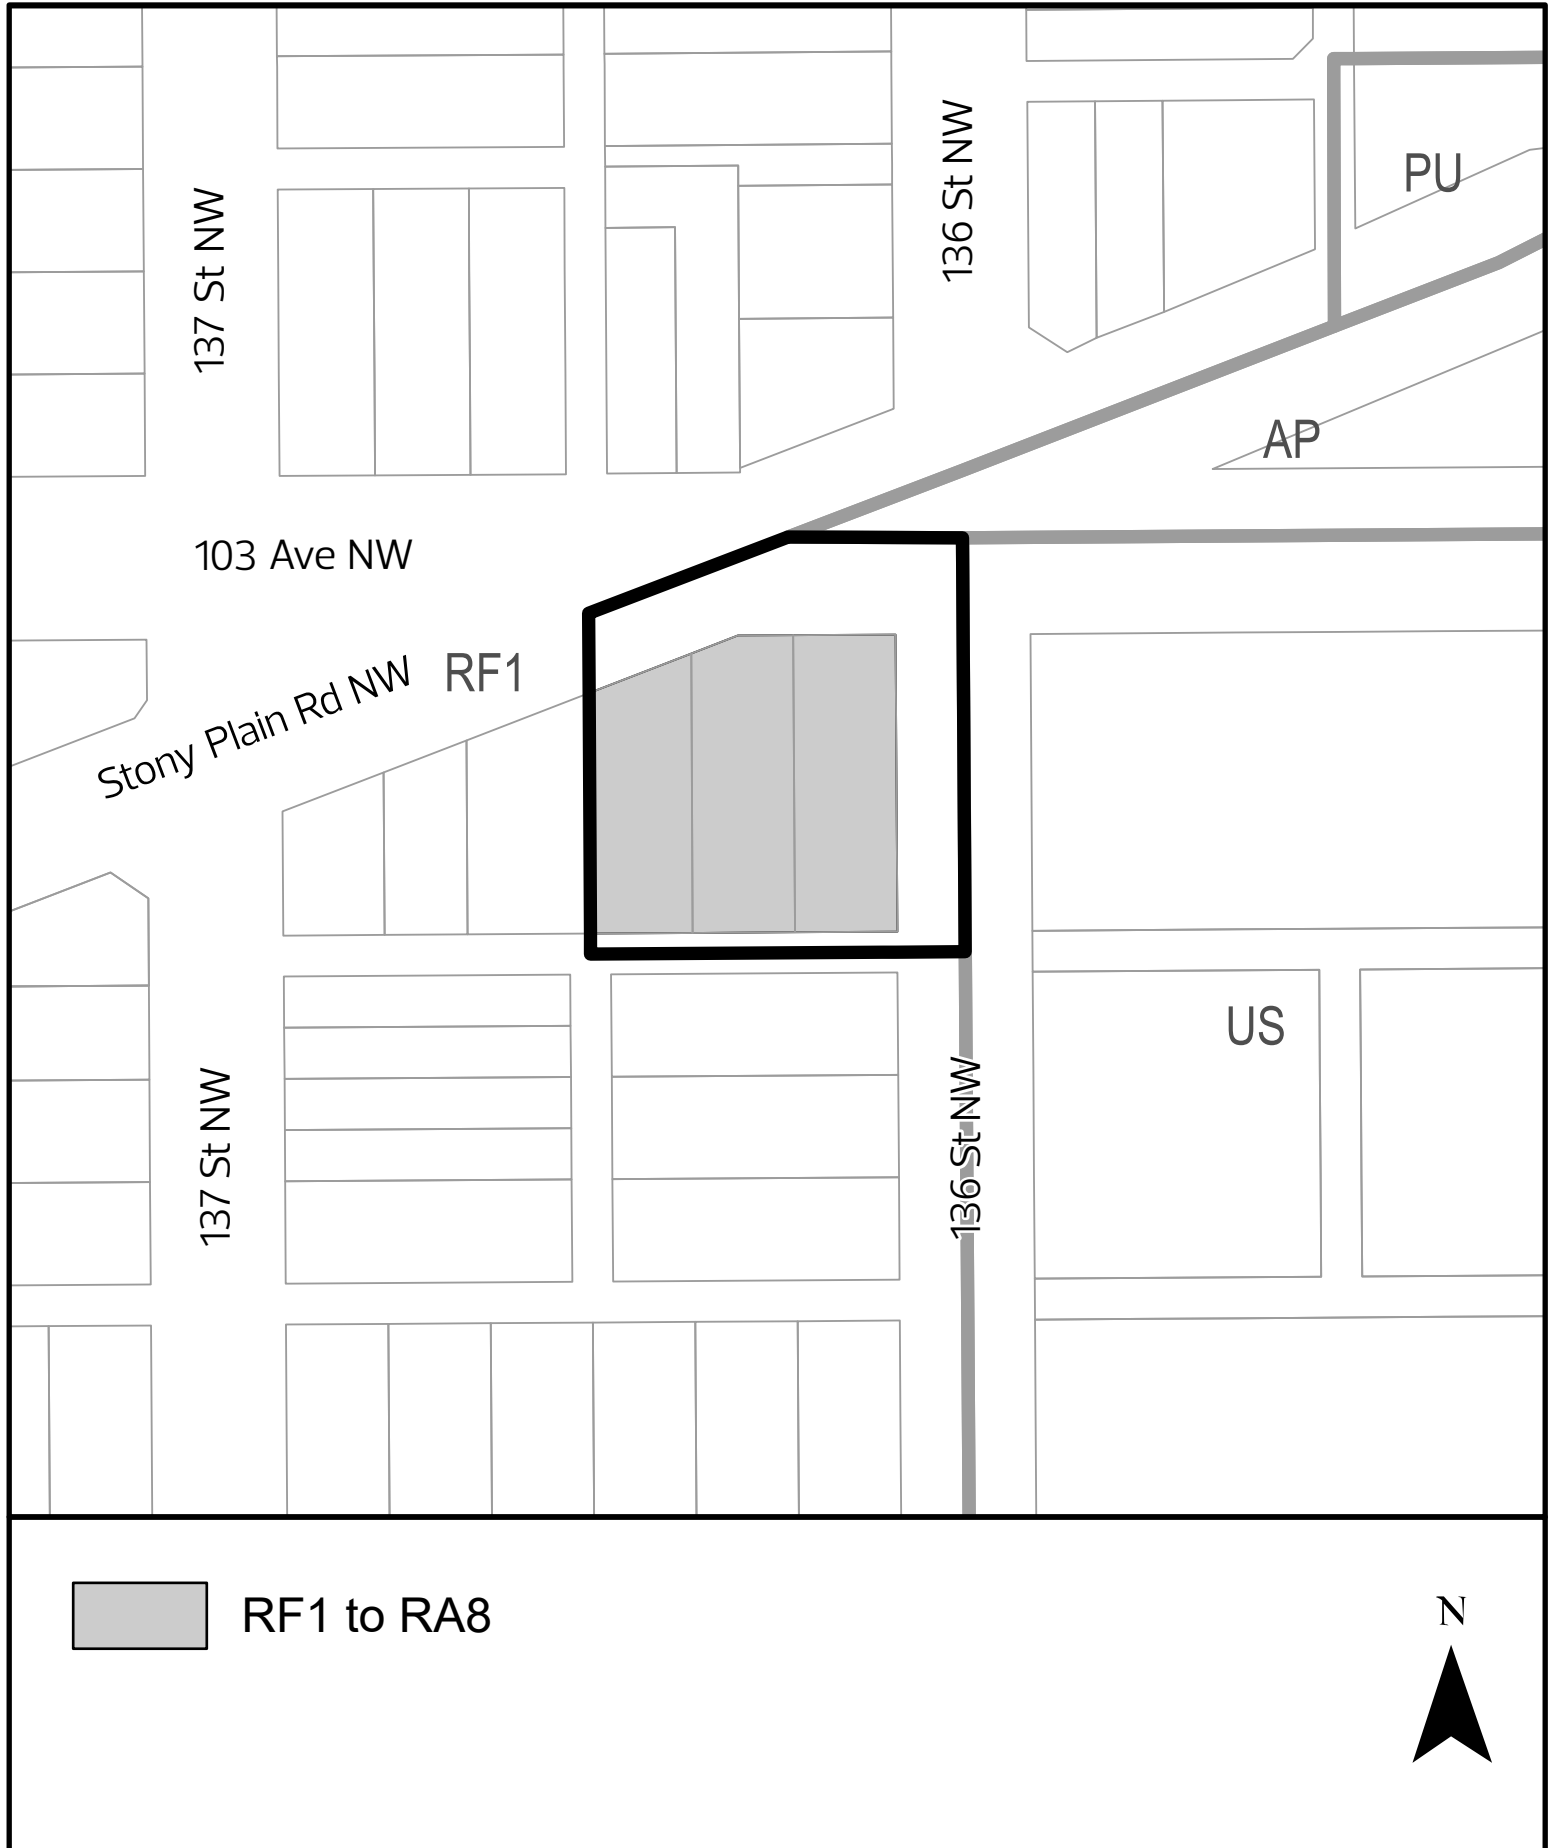 136 St NW
PU
137 St NW
AP
103 Ave NW
RF1
Stony Plain Rd NW
US
137 St NW
136 St NW
RF1 to RA8
N